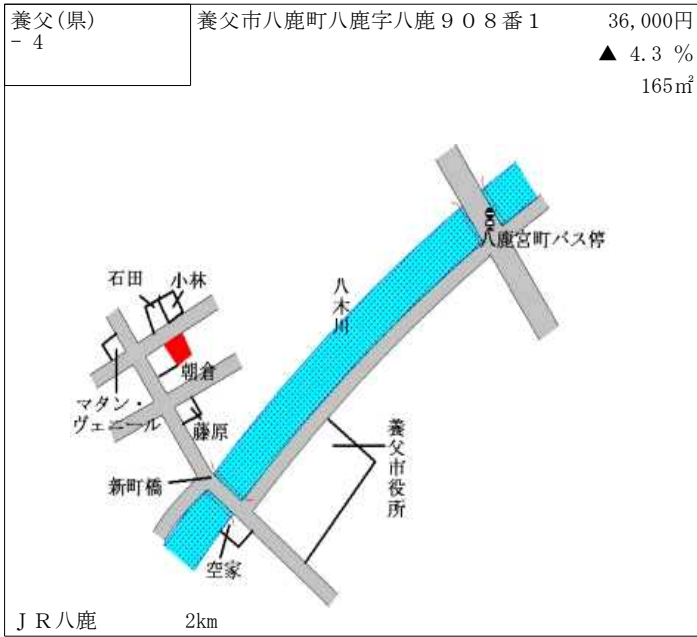 養父(県)
- 4
養父市八鹿町八鹿字八鹿９０８番１
36,000円
▲ 4.3 %
165㎡
八鹿宮町バス停
石田
小林
八木川
朝倉
マタン・
ヴェニール
藤原
養父市役所
新町橋
空家
ＪＲ八鹿 2km